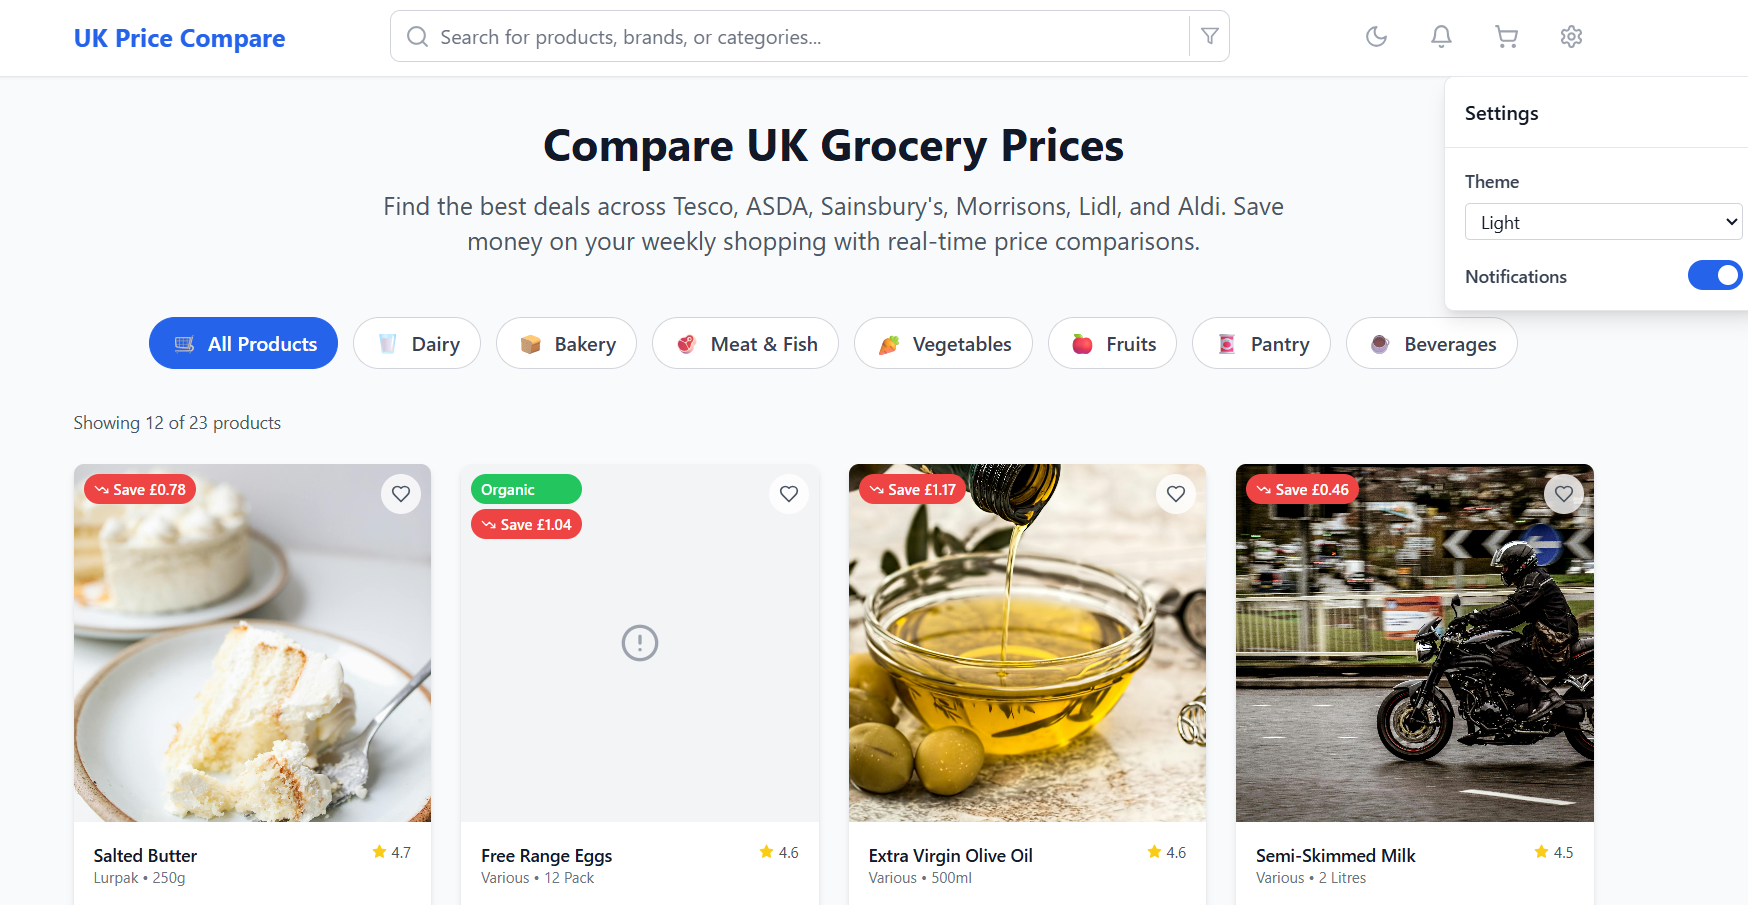 UK Price Compare
Search for products, brands, or categories...
Settings
Theme
Light
Notifications
Compare UK Grocery Prices
Find the best deals across Tesco, ASDA, Sainsbury's, Morrisons, Lidl, and Aldi. Save
money on your weekly shopping with real-time price comparisons.
All Products
Dairy
Bakery
Meat & Fish
Vegetables
Fruits
Pantry
Beverages
Showing 12 of 23 products
Save £0.78
Salted Butter
4.7
Lurpak • 250g
Organic
Save £1.04
Free Range Eggs
4.6
Various • 12 Pack
Save £1.17
Extra Virgin Olive Oil
4.6
Various • 500ml
Save £0.46
Semi-Skimmed Milk
4.5
Various • 2 Litres